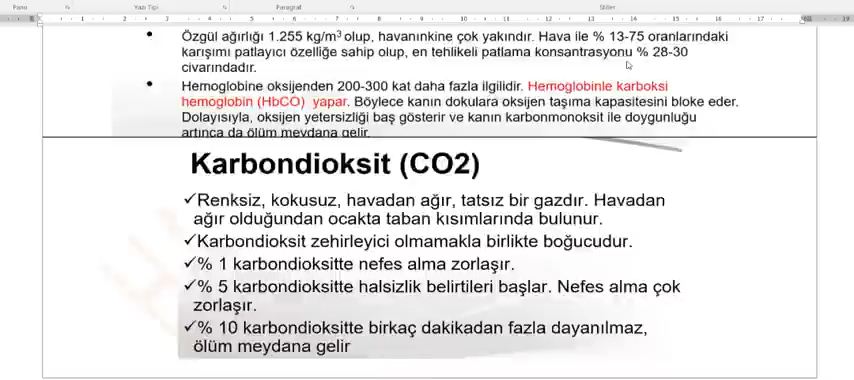 Pano
Yazı Tipi
Paragraf
Stiller
• Özgül ağırlığı 1.255 kg/m³ olup, havanınkine çok yakındır. Hava ile % 13-75 oranlarındaki
karışımı patlayıcı özelliğe sahip olup, en tehlikeli patlama konsantrasyonu % 28-30
civarındadır.
• Hemoglobine oksijenden 200-300 kat daha fazla ilgilidir. Hemoglobinle karboksi
hemoglobin (HbCO) yapar. Böylece kanın dokulara oksijen taşıma kapasitesini bloke eder.
Dolayısıyla, oksijen yetersizliği baş gösterir ve kanın karbonmonoksit ile doygunluğu
artınca da ölüm meydana gelir.
Karbondioksit (CO2)
✓Renksiz, kokusuz, havadan ağır, tatsız bir gazdır. Havadan
ağır olduğundan ocakta taban kısımlarında bulunur.
✓Karbondioksit zehirleyici olmamakla birlikte boğucudur.
✓% 1 karbondioksitte nefes alma zorlaşır.
✓% 5 karbondioksitte halsizlik belirtileri başlar. Nefes alma çok
zorlaşır.
✓% 10 karbondioksitte birkaç dakikadan fazla dayanılmaz,
ölüm meydana gelir